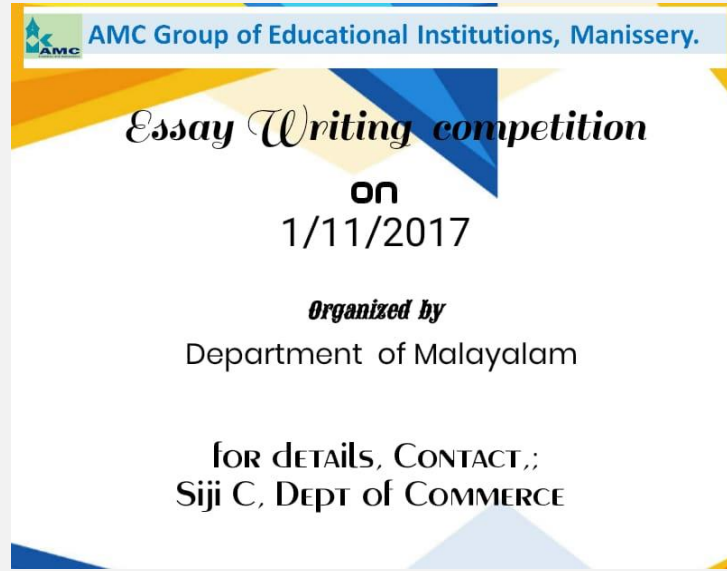 AMC
AMC Group of Educational Institutions, Manissery.
Essay Writing competition
on
1/11/2017
Organized by
Department of Malayalam
for details, Contact,;
Siji C, Dept of Commerce